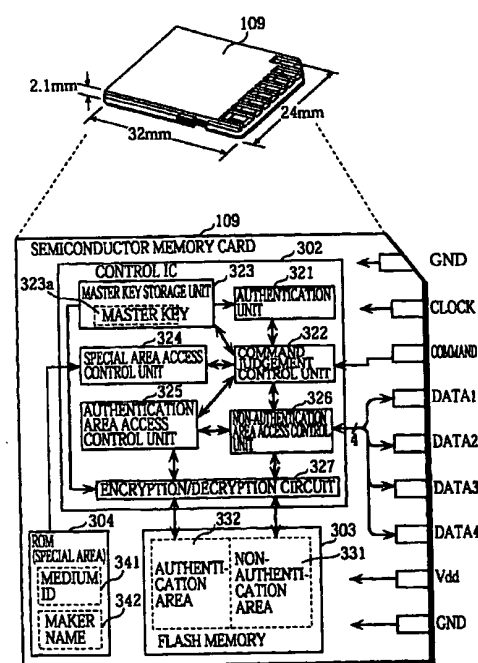 109
2.1mm
24mm
32mm
109
SEMICONDUCTOR MEMORY CARD
302
CONTROL IC
323
321
323a
MASTER KEY STORAGE UNIT
MASTER KEY
AUTHENTICATION
UNIT
324
322
SPECIAL AREA ACCESS
CONTROL UNIT
COMMAND
JUDGEMENT
CONTROL UNIT
325
326
AUTHENTICATION
AREA ACCESS
CONTROL UNIT
NON-AUTHENTICATION
AREA ACCESS CONTROL
UNIT
4
327
ENCRYPTION/DECRYPTION CIRCUIT
304
332
303
ROM
(SPECIAL AREA)
341
331
MEDIUM
ID
342
MAKER
NAME
AUTHENTI-
CATION
AREA
NON-
AUTHENTI-
CATION
AREA
FLASH MEMORY
GND
CLOCK
COMMAND
DATA1
DATA2
DATA3
DATA4
Vdd
GND